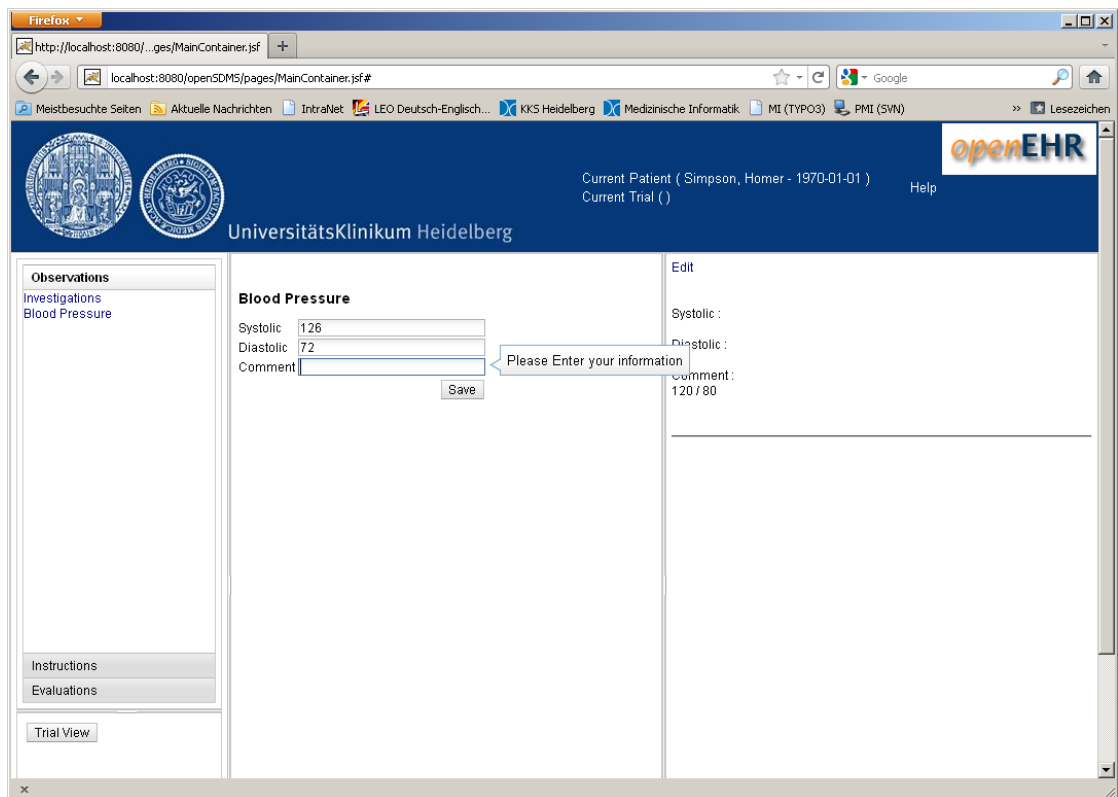 Firefox
http://localhost:8080/...ges/MainContainer.jsf
localhost:8080/openSDMS/pages/MainContainer.jsf#
Google
Meistbesuchte Seiten Aktuelle Nachrichten IntraNet LEO Deutsch-Englisch... KKS Heidelberg Medizinische Informatik MI (TYPO3) PMI (SVN) » Lesezeichen
openEHR
Current Patient ( Simpson, Homer - 1970-01-01 )
Current Trial ( )
Help
UniversitätsKlinikum Heidelberg
Observations
Investigations
Blood Pressure
Instructions
Evaluations
Trial View
Blood Pressure
Systolic 126
Diastolic 72
Comment
Please Enter your information
Save
Edit
Systolic :
Diastolic :
Comment :
120 / 80